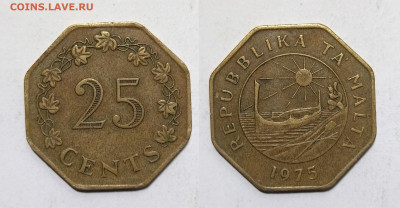 COINS.LAVE.RU
25
CENTS
REPUBBLIKA TA MALTA
1975